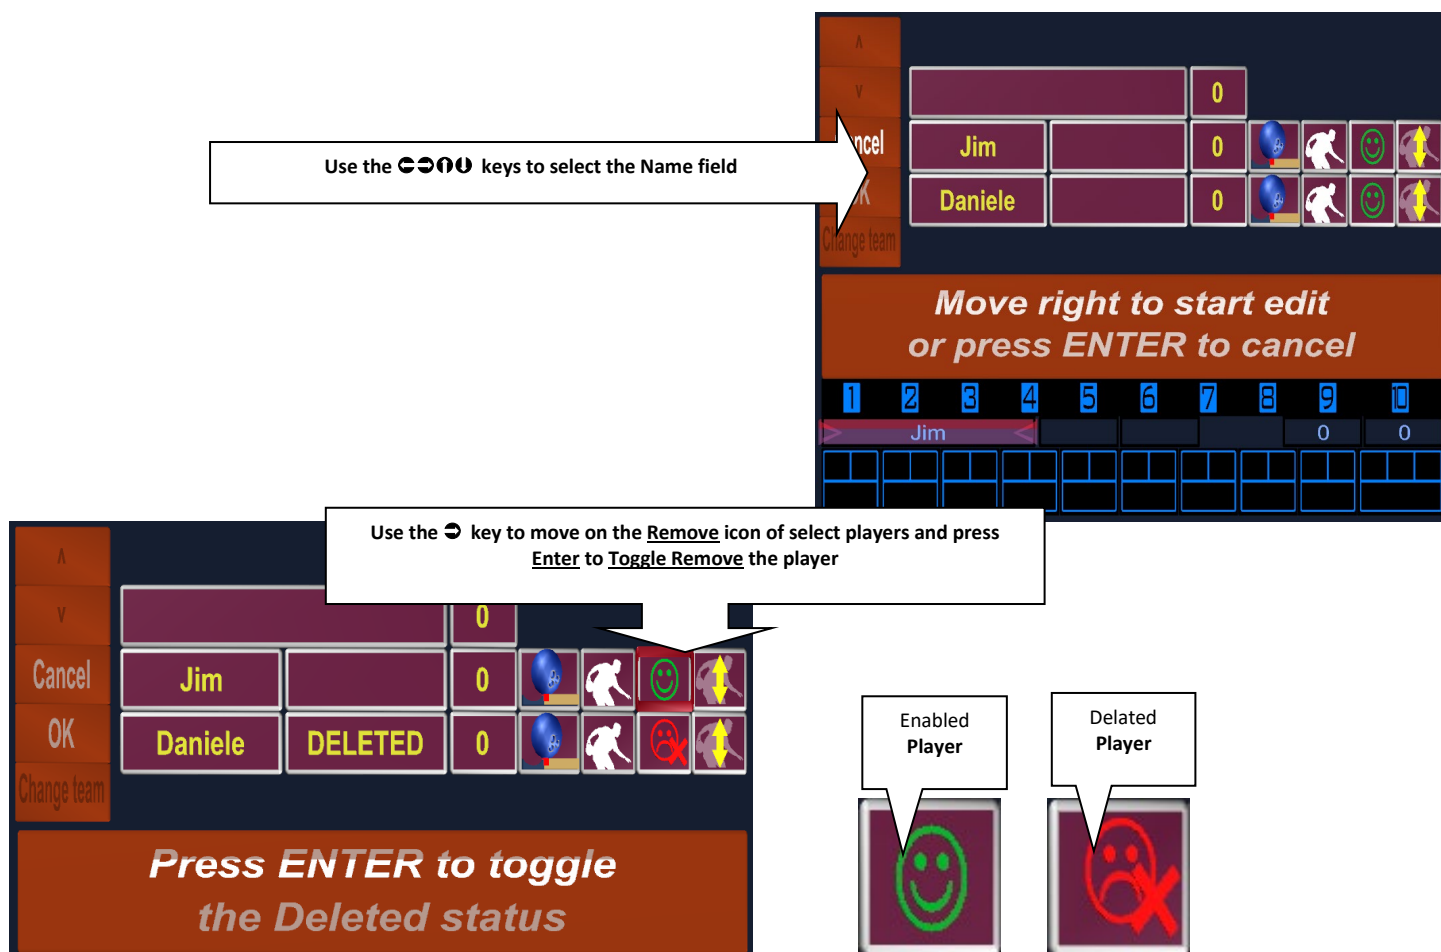 Use the ⮈⮊⮉⮋ keys to select the Name field
∧
∨
Cancel
OK
Change team
0
Jim 0
Daniele 0
Move right to start edit
or press ENTER to cancel
1 2 3 4 5 6 7 8 9 10
> Jim < 0 0
Use the ⮊ key to move on the Remove icon of select players and press
Enter to Toggle Remove the player
∧
∨
Cancel
OK
Change team
0
Jim 0
Daniele DELETED 0
Press ENTER to toggle
the Deleted status
Enabled
Player
Delated
Player